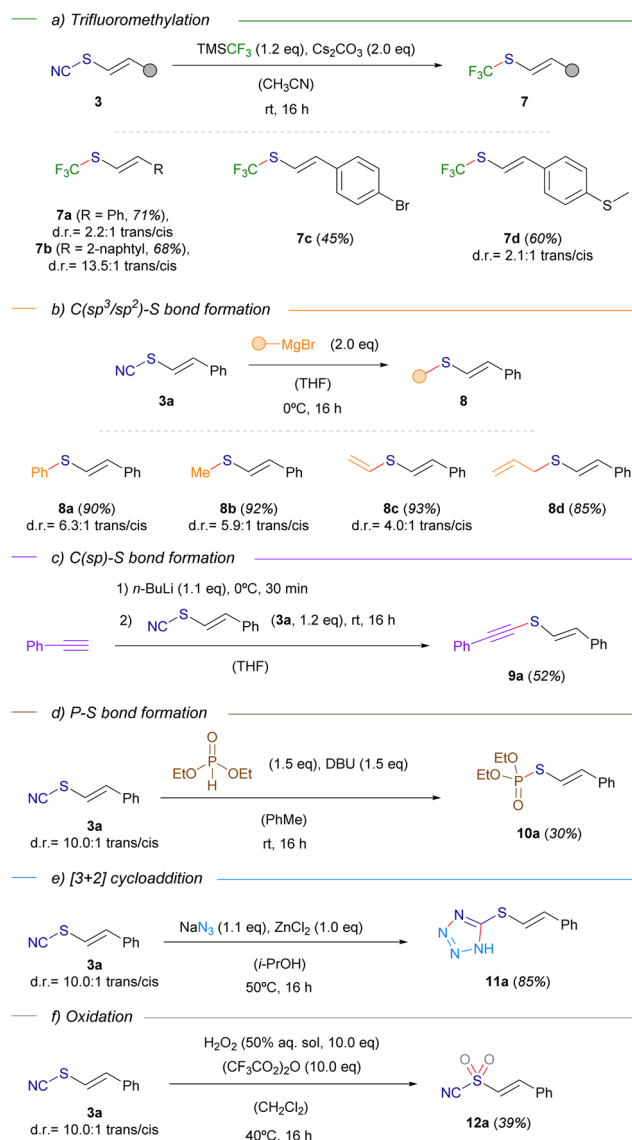 a) Trifluoromethylation
TMSCF3 (1.2 eq), Cs2CO3 (2.0 eq)
NC S
(CH3CN)
F3C S
3
rt, 16 h
7
F3C S R
F3C S Br
F3C S S
7a (R = Ph, 71%),
d.r.= 2.2:1 trans/cis
7b (R = 2-naphtyl, 68%),
d.r.= 13.5:1 trans/cis
7c (45%)
7d (60%)
d.r.= 2.1:1 trans/cis
b) C(sp3/sp2)-S bond formation
MgBr (2.0 eq)
NC S Ph
(THF)
S Ph
3a
0ºC, 16 h
8
Ph S Ph
Me S Ph
S Ph
S Ph
8a (90%)
d.r.= 6.3:1 trans/cis
8b (92%)
d.r.= 5.9:1 trans/cis
8c (93%)
d.r.= 4.0:1 trans/cis
8d (85%)
c) C(sp)-S bond formation
1) n-BuLi (1.1 eq), 0ºC, 30 min
2) NC S Ph (3a, 1.2 eq), rt, 16 h
Ph
(THF)
Ph S Ph
9a (52%)
d) P-S bond formation
O
OEt P OEt
H
(1.5 eq), DBU (1.5 eq)
NC S Ph
(PhMe)
OEt
OEt P S Ph
O
3a
d.r.= 10.0:1 trans/cis
rt, 16 h
10a (30%)
e) [3+2] cycloaddition
NaN3 (1.1 eq), ZnCl2 (1.0 eq)
NC S Ph
(i-PrOH)
N S Ph
N
N NH
3a
d.r.= 10.0:1 trans/cis
50ºC, 16 h
11a (85%)
f) Oxidation
H2O2 (50% aq. sol, 10.0 eq)
(CF3CO2)2O (10.0 eq)
NC S Ph
(CH2Cl2)
O O
NC S Ph
3a
d.r.= 10.0:1 trans/cis
40ºC, 16 h
12a (39%)